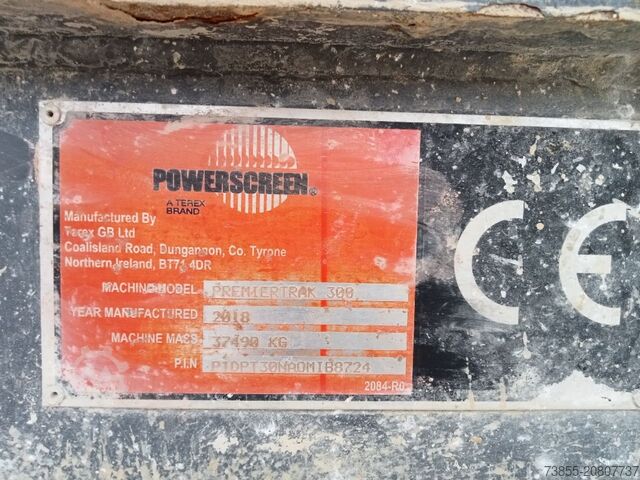 POWERSCREEN®
A TEREX
BRAND
Manufactured By
Terex GB Ltd
Coalisland Road, Dungannon, Co. Tyrone
Northern Ireland, BT71 4DR
MACHINE MODEL PREMIERTRAK 300
YEAR MANUFACTURED 2018
MACHINE MASS 37490 KG
P.I.N PIDPT30NAOMIB8724
2084-R0
CE
73855-20807737